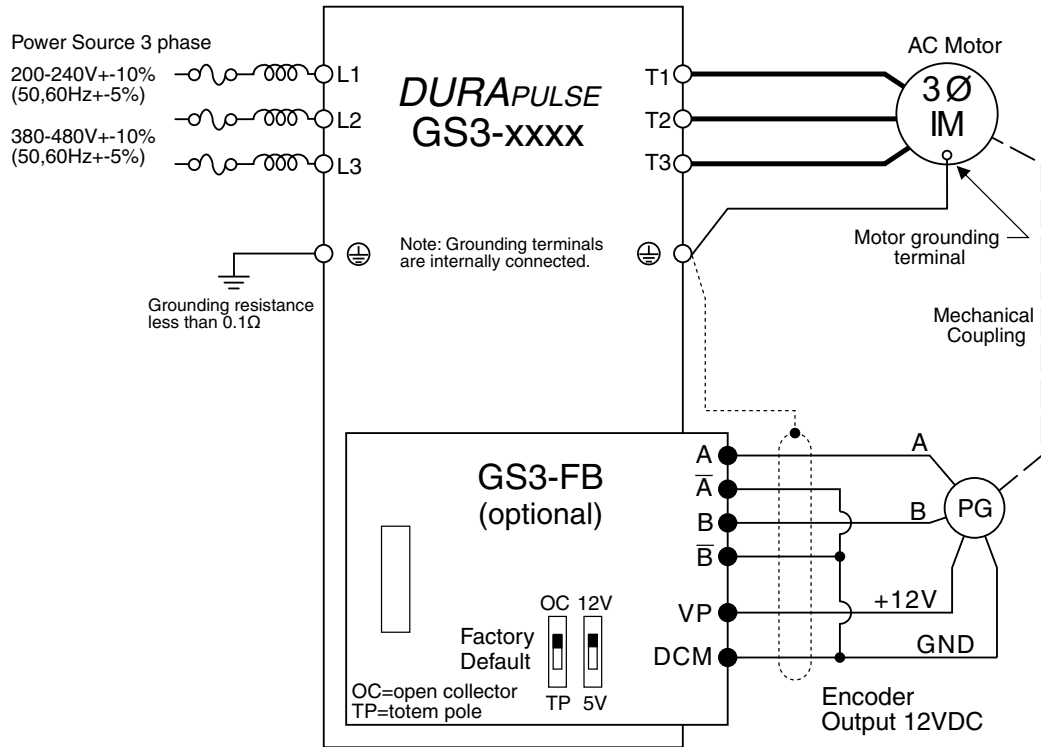 Power Source 3 phase
200-240V+-10%
(50,60Hz+-5%)
380-480V+-10%
(50,60Hz+-5%)
L1
L2
L3
DURAPULSE
GS3-xxxx
T1
T2
T3
AC Motor
3Ø
IM
Note: Grounding terminals
are internally connected.
Grounding resistance
less than 0.1Ω
Motor grounding
terminal
Mechanical
Coupling
GS3-FB
(optional)
A
A̅
B
B̅
VP
DCM
OC 12V
Factory
Default
TP 5V
OC=open collector
TP=totem pole
A
B
PG
+12V
GND
Encoder
Output 12VDC